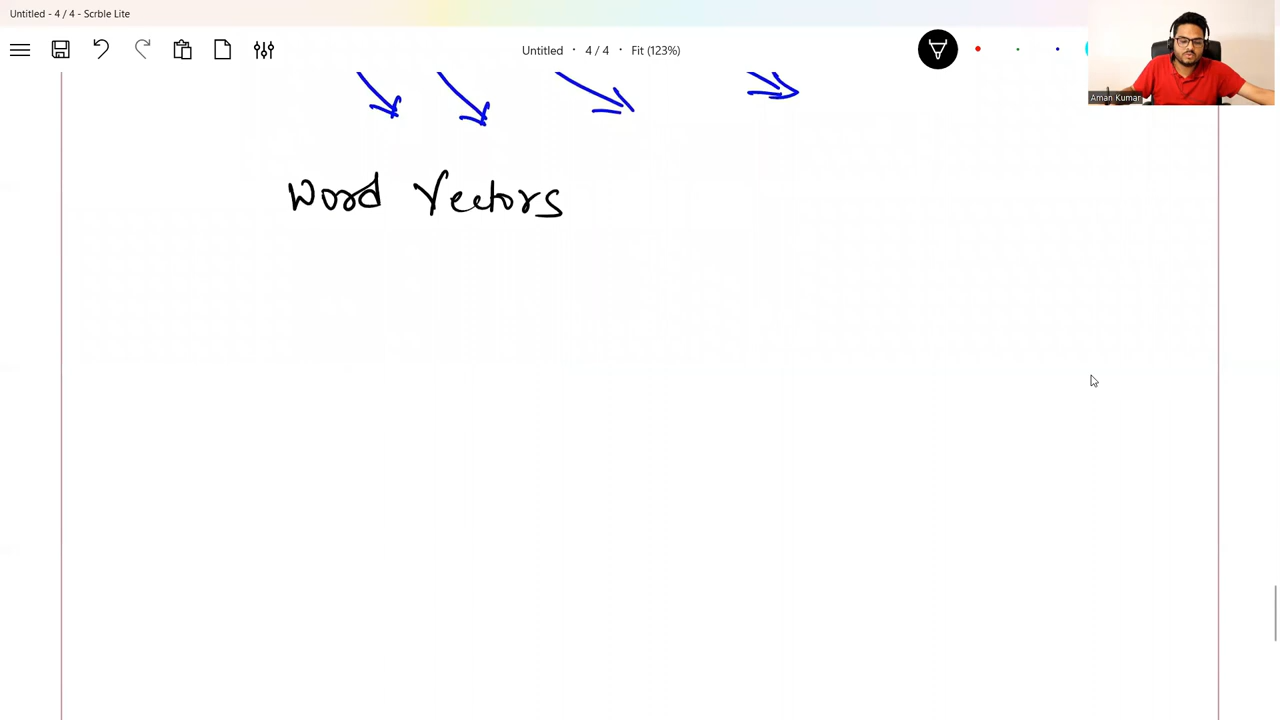 Untitled - 4 / 4 - Scrble Lite
Untitled • 4 / 4 • Fit (123%)
Aman Kumar
Word Vectors